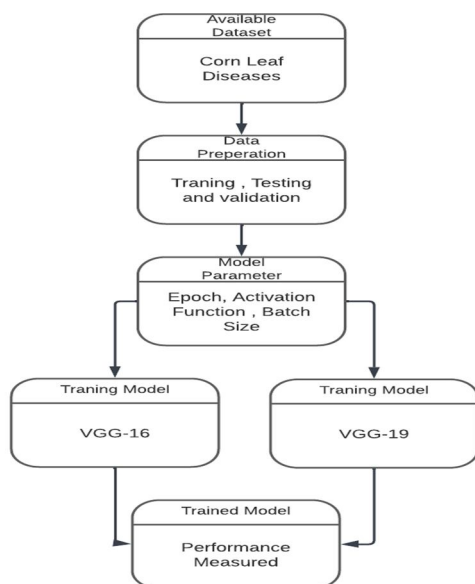 Available
Dataset
Corn Leaf
Diseases
Data
Preperation
Traning , Testing
and validation
Model
Parameter
Epoch, Activation
Function , Batch
Size
Traning Model
VGG-16
Traning Model
VGG-19
Trained Model
Performance
Measured